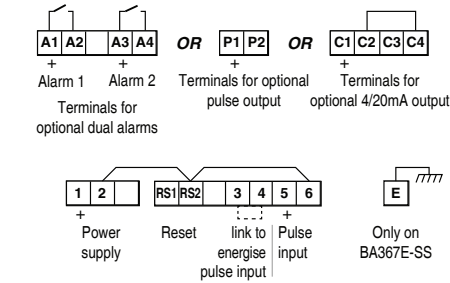 A1 A2 A3 A4 OR P1 P2 OR C1 C2 C3 C4
+ + + +
Alarm 1 Alarm 2
Terminals for
optional dual alarms
Terminals for optional
pulse output
Terminals for
optional 4/20mA output
1 2 RS1 RS2 3 4 5 6 E
+ +
Power
supply
Reset
link to
energise
pulse input
Pulse
input
Only on
BA367E-SS